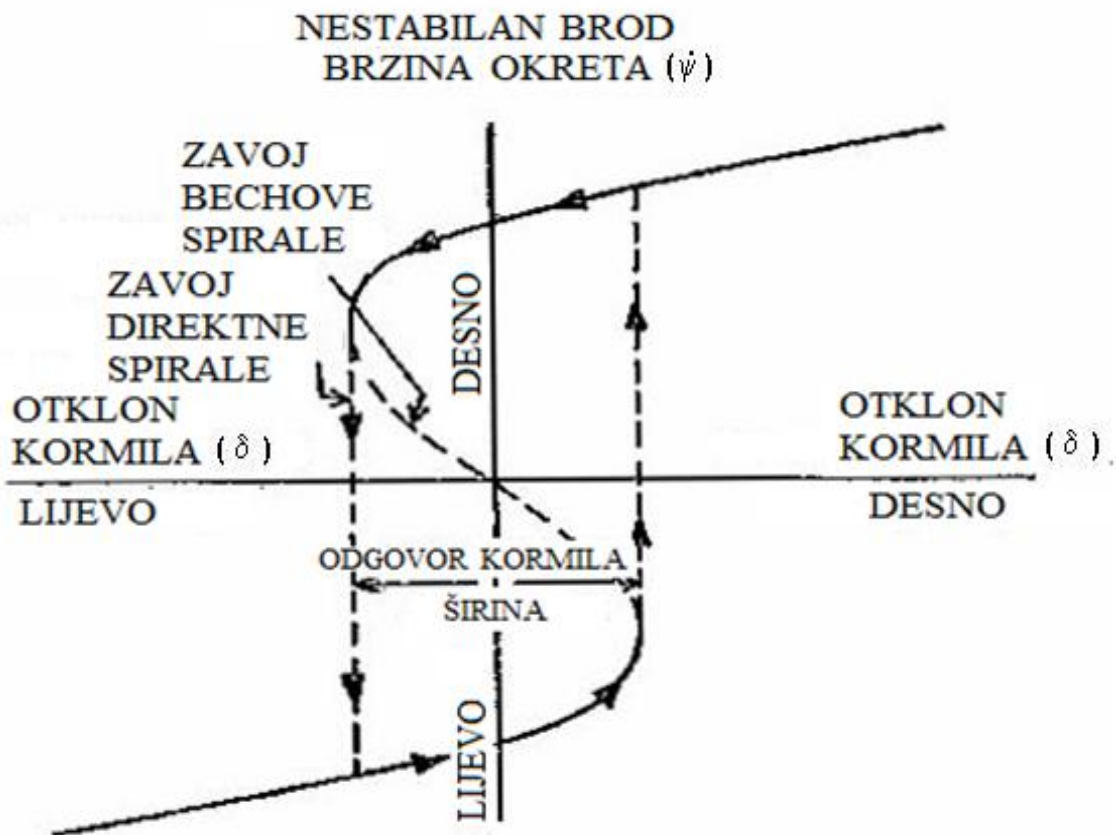 NESTABILAN BROD
BRZINA OKRETA (ψ̇)
ZAVOJ
BECHOVE
SPIRALE
ZAVOJ
DIREKTNE
SPIRALE
DESNO
OTKLON
KORMILA (δ)
LIJEVO
OTKLON
KORMILA (δ)
DESNO
ODGOVOR KORMILA
ŠIRINA
LIJEVO